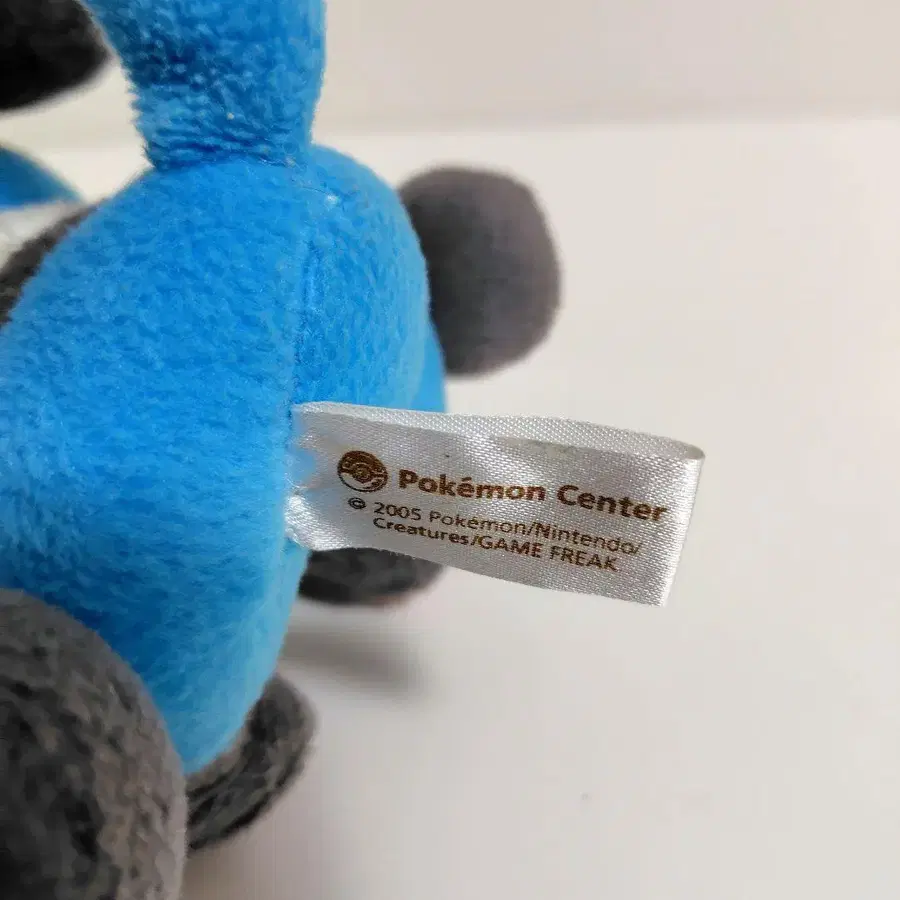 Pokémon Center
© 2005 Pokémon/Nintendo/
Creatures/GAME FREAK